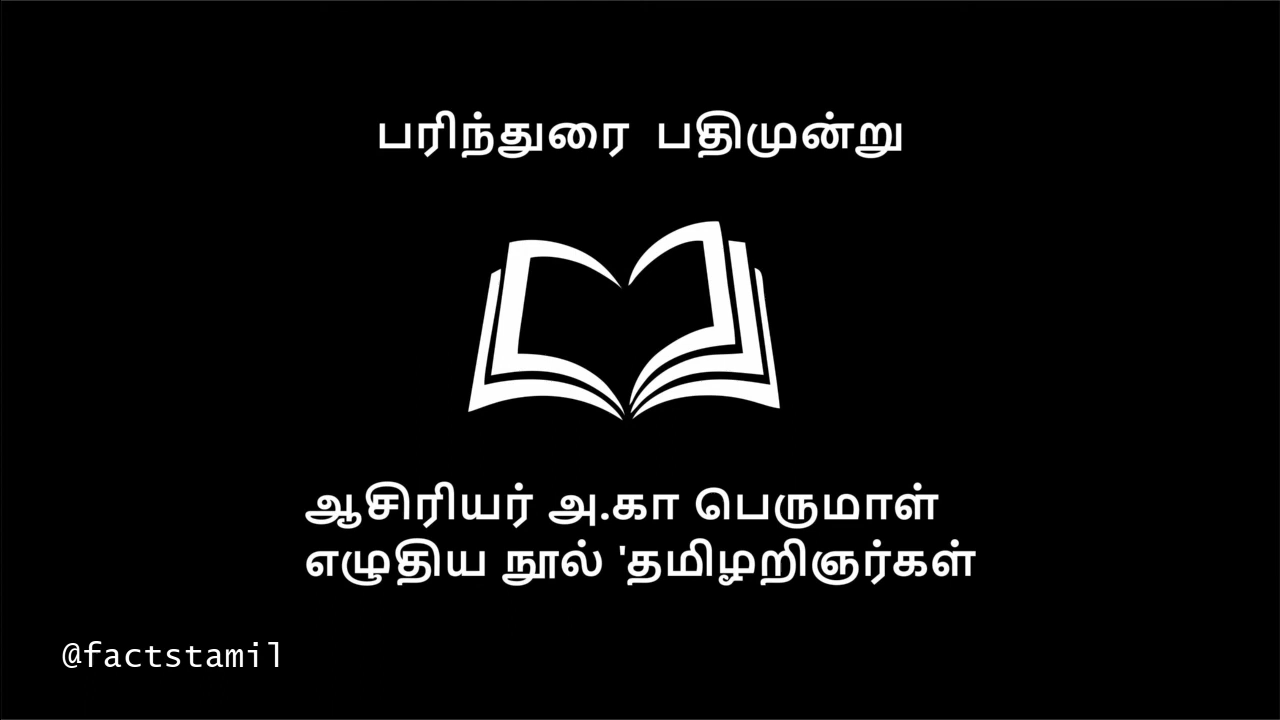 பரிந்துரை பதிமுன்று
ஆசிரியர் அ.கா பெருமாள்
எழுதிய நூல் 'தமிழறிஞர்கள்
@factstamil